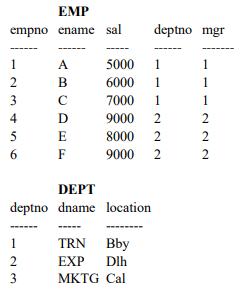 EMP
empno ename sal deptno mgr
------ ------ ----- ------ -------
1 A 5000 1 1
2 B 6000 1 1
3 C 7000 1 1
4 D 9000 2 2
5 E 8000 2 2
6 F 9000 2 2
DEPT
deptno dname location
------ ----- --------
1 TRN Bby
2 EXP Dlh
3 MKTG Cal